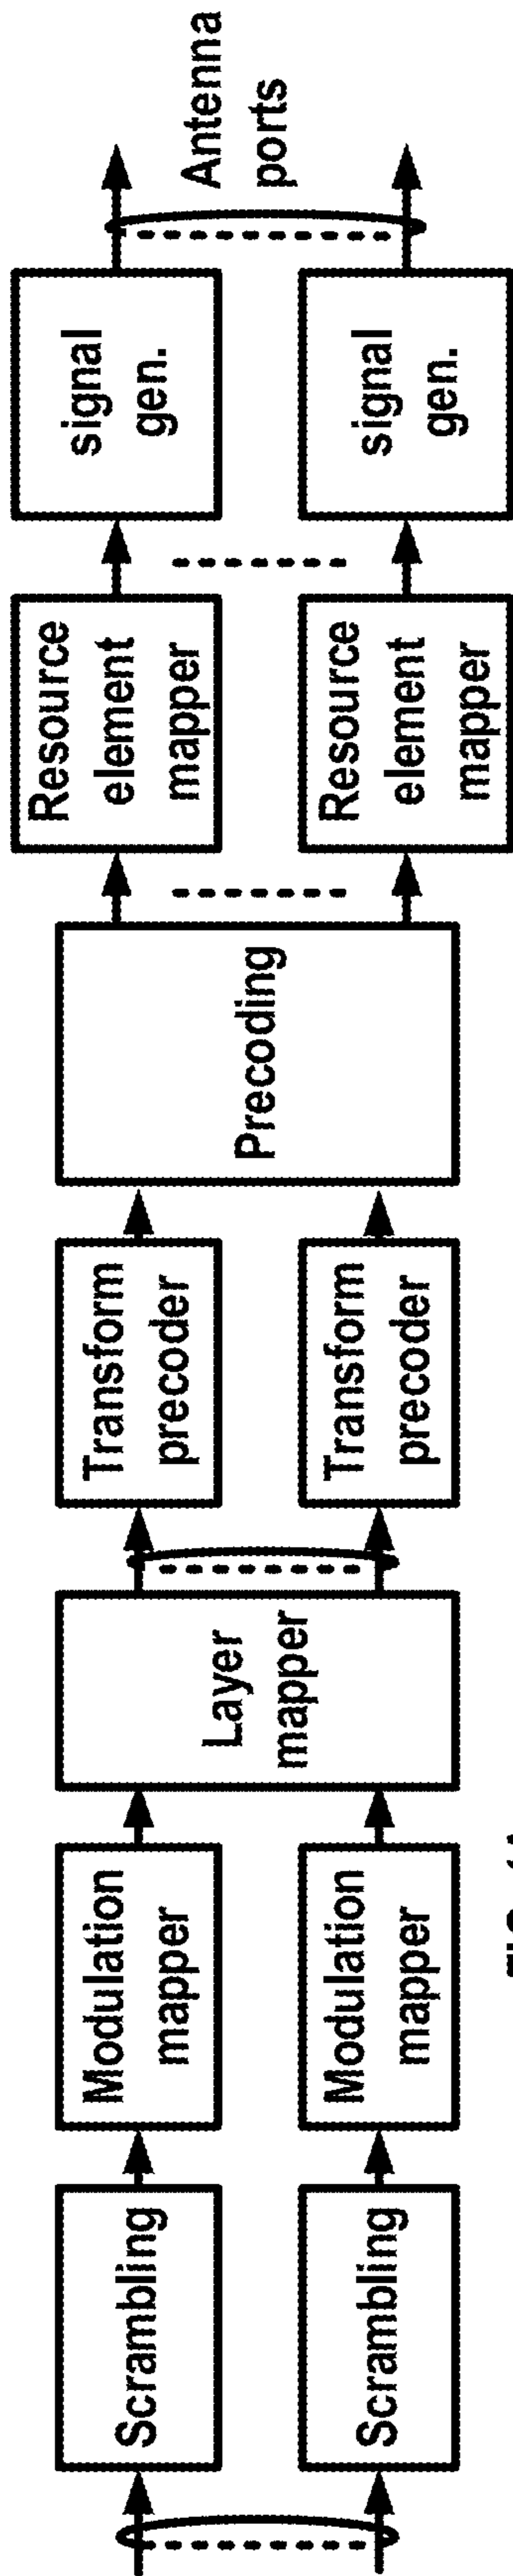 Scrambling
Scrambling
Modulation
mapper
Modulation
mapper
Layer
mapper
Transform
precoder
Transform
precoder
Precoding
Resource
element
mapper
Resource
element
mapper
signal
gen.
signal
gen.
Antenna
ports